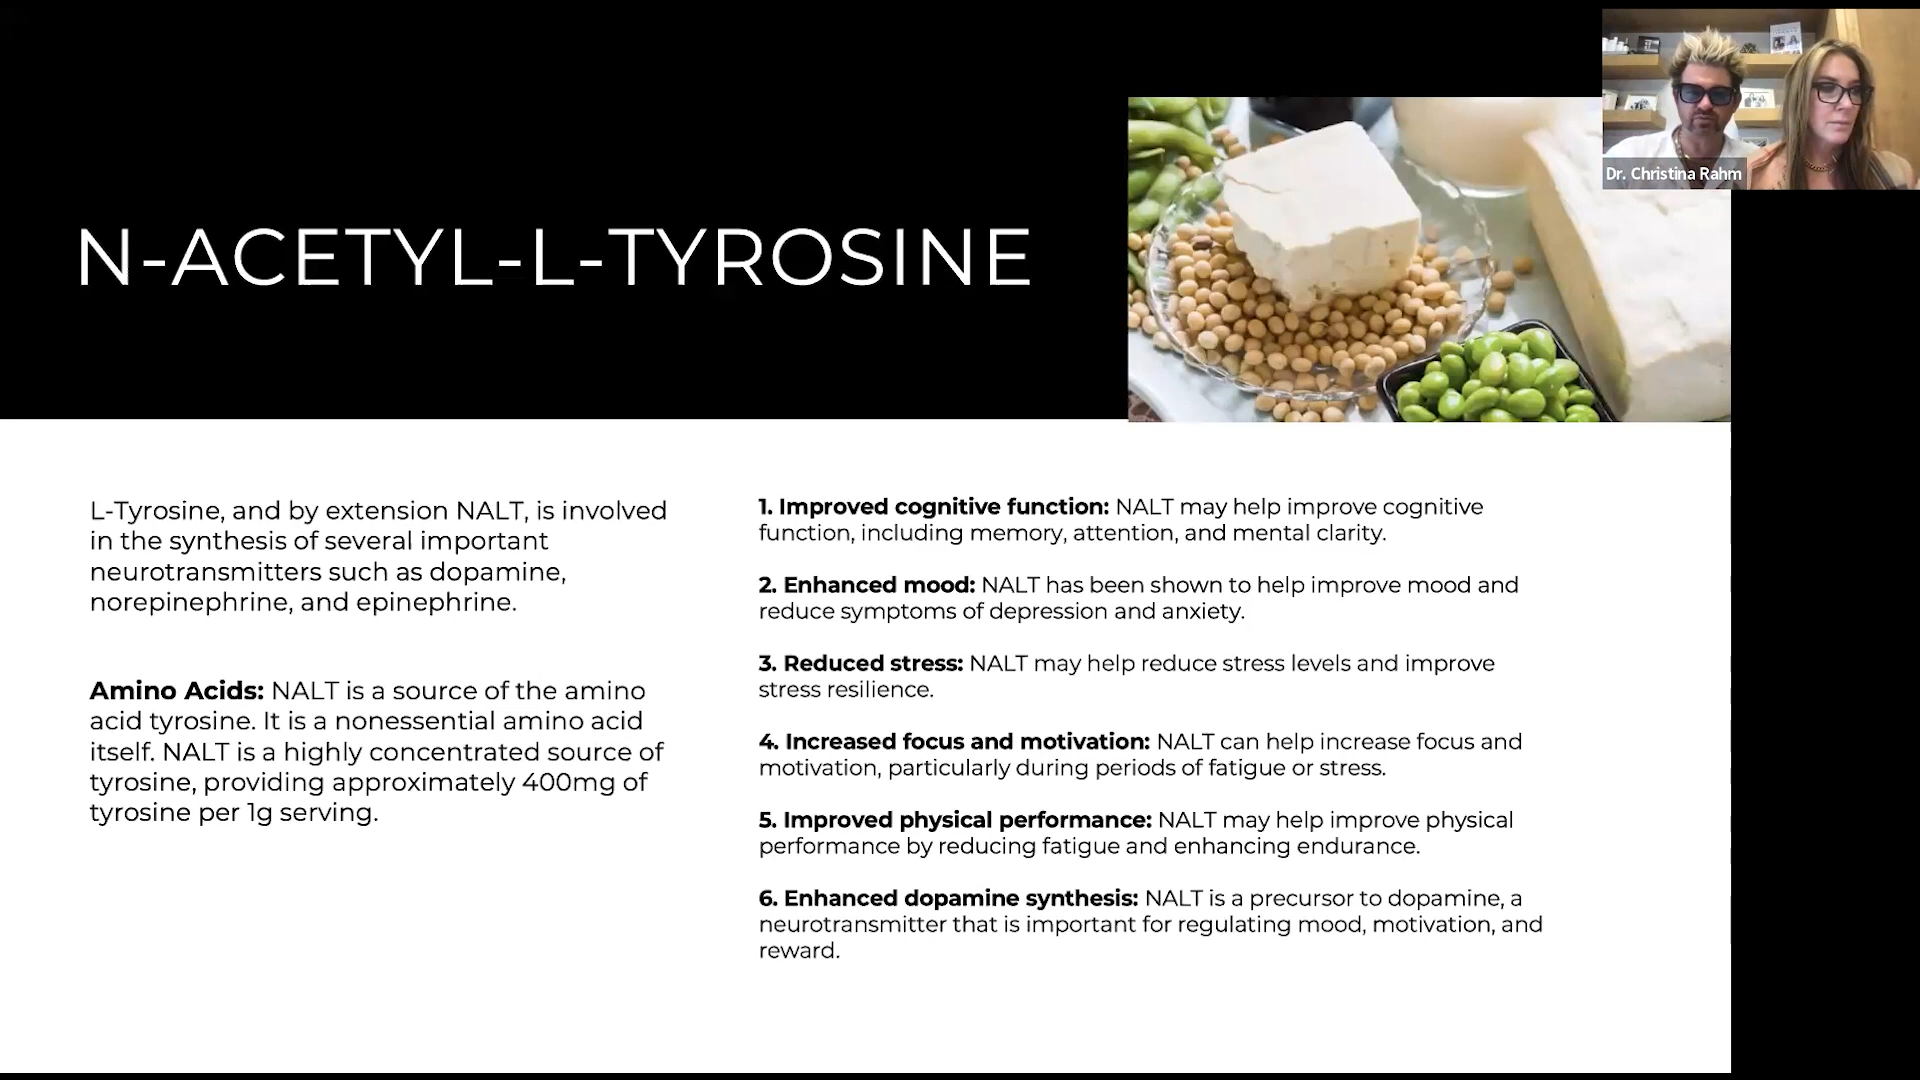 Dr. Christina Rahm
N-ACETYL-L-TYROSINE
L-Tyrosine, and by extension NALT, is involved
in the synthesis of several important
neurotransmitters such as dopamine,
norepinephrine, and epinephrine.
Amino Acids: NALT is a source of the amino
acid tyrosine. It is a nonessential amino acid
itself. NALT is a highly concentrated source of
tyrosine, providing approximately 400mg of
tyrosine per 1g serving.
1. Improved cognitive function: NALT may help improve cognitive
function, including memory, attention, and mental clarity.
2. Enhanced mood: NALT has been shown to help improve mood and
reduce symptoms of depression and anxiety.
3. Reduced stress: NALT may help reduce stress levels and improve
stress resilience.
4. Increased focus and motivation: NALT can help increase focus and
motivation, particularly during periods of fatigue or stress.
5. Improved physical performance: NALT may help improve physical
performance by reducing fatigue and enhancing endurance.
6. Enhanced dopamine synthesis: NALT is a precursor to dopamine, a
neurotransmitter that is important for regulating mood, motivation, and
reward.